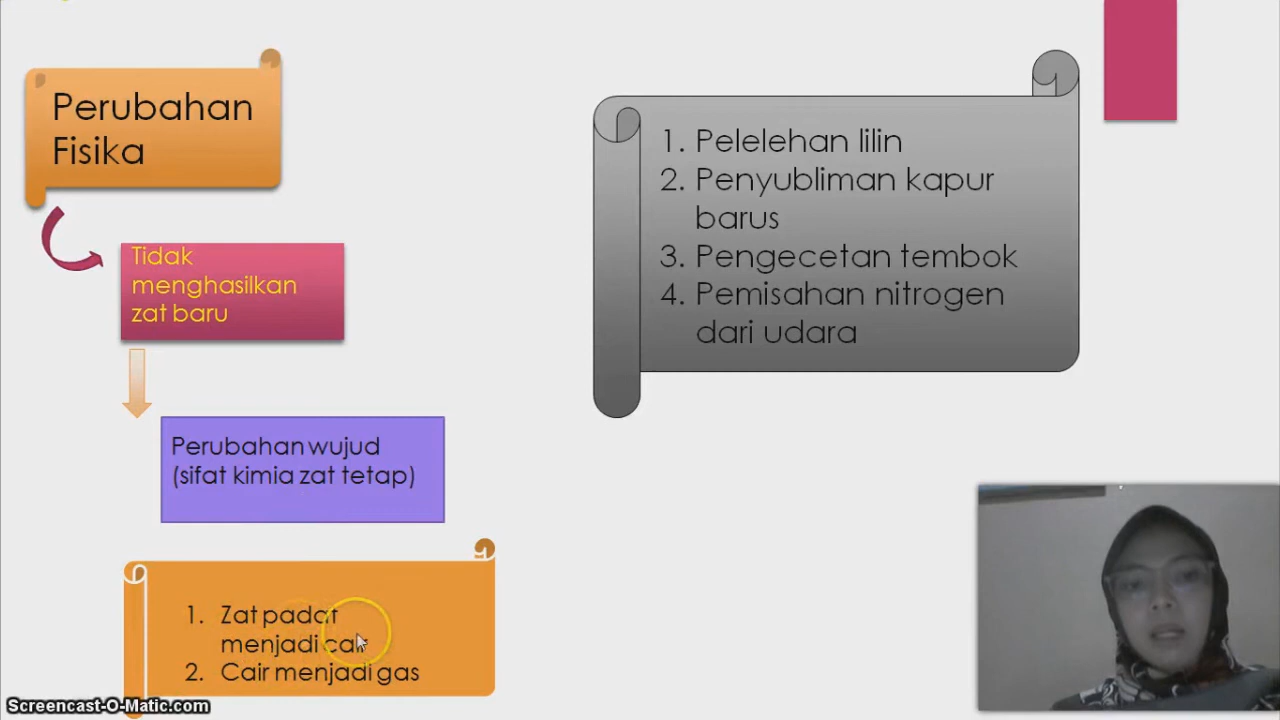 Perubahan
Fisika
Tidak
menghasilkan
zat baru
Perubahan wujud
(sifat kimia zat tetap)
1. Zat padat
menjadi cair
2. Cair menjadi gas
1. Pelelehan lilin
2. Penyubliman kapur
barus
3. Pengecetan tembok
4. Pemisahan nitrogen
dari udara
Screencast-O-Matic.com